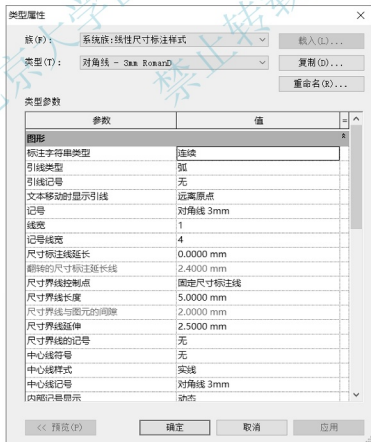 类型属性
族(F): 系统族:线性尺寸标注样式 载入(L)...
类型(T): 对角线 - 3mm RomanD 复制(D)...
重命名(R)...
类型参数
参数 值 =
图形
标注字符串类型 连续
引线类型 弧
引线记号 无
文本移动时显示引线 远离原点
记号 对角线 3mm
线宽 1
记号线宽 4
尺寸标注线延长 0.0000 mm
翻转的尺寸标注延长线 2.4000 mm
尺寸界线控制点 固定尺寸标注线
尺寸界线长度 5.0000 mm
尺寸界线与图元的间隙 2.0000 mm
尺寸界线延伸 2.5000 mm
尺寸界线的记号 无
中心线符号 无
中心线样式 实线
中心线记号 对角线 3mm
内部记号显示 动态
<< 预览(P) 确定 取消 应用